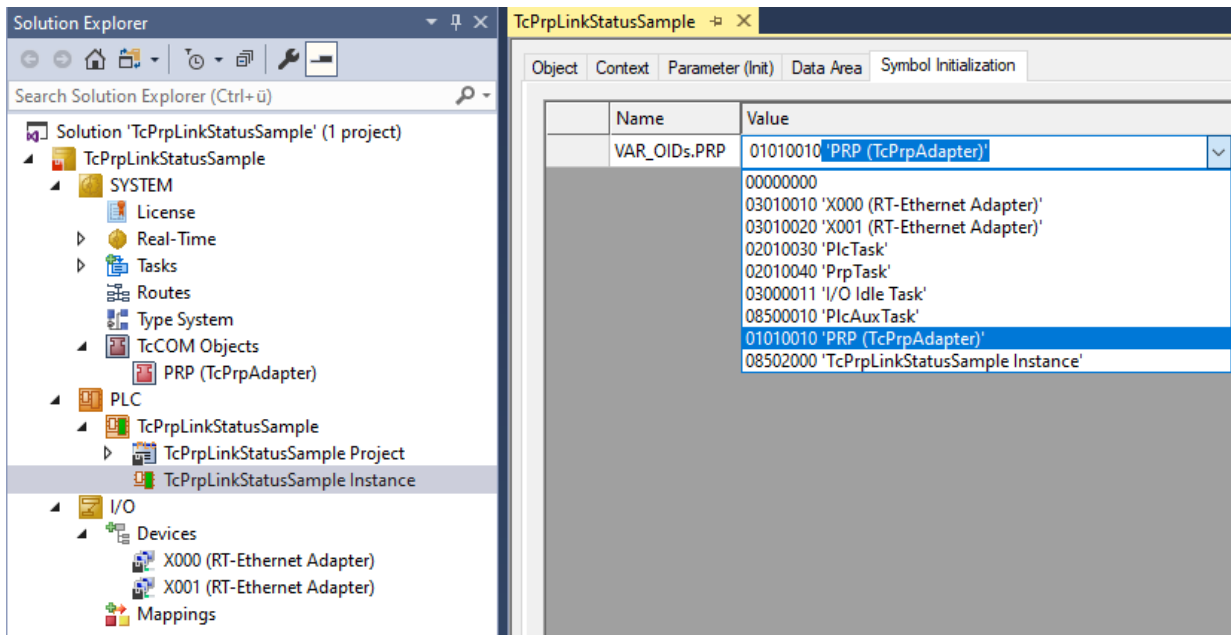 Solution Explorer
Search Solution Explorer (Ctrl+ü)
Solution 'TcPrpLinkStatusSample' (1 project)
TcPrpLinkStatusSample
SYSTEM
License
Real-Time
Tasks
Routes
Type System
TcCOM Objects
PRP (TcPrpAdapter)
PLC
TcPrpLinkStatusSample
TcPrpLinkStatusSample Project
TcPrpLinkStatusSample Instance
I/O
Devices
X000 (RT-Ethernet Adapter)
X001 (RT-Ethernet Adapter)
Mappings
TcPrpLinkStatusSample
Object Context Parameter (Init) Data Area Symbol Initialization
Name Value
VAR_OIDs.PRP 01010010 'PRP (TcPrpAdapter)'
00000000
03010010 'X000 (RT-Ethernet Adapter)'
03010020 'X001 (RT-Ethernet Adapter)'
02010030 'PlcTask'
02010040 'PrpTask'
03000011 'I/O Idle Task'
08500010 'PlcAuxTask'
01010010 'PRP (TcPrpAdapter)'
08502000 'TcPrpLinkStatusSample Instance'